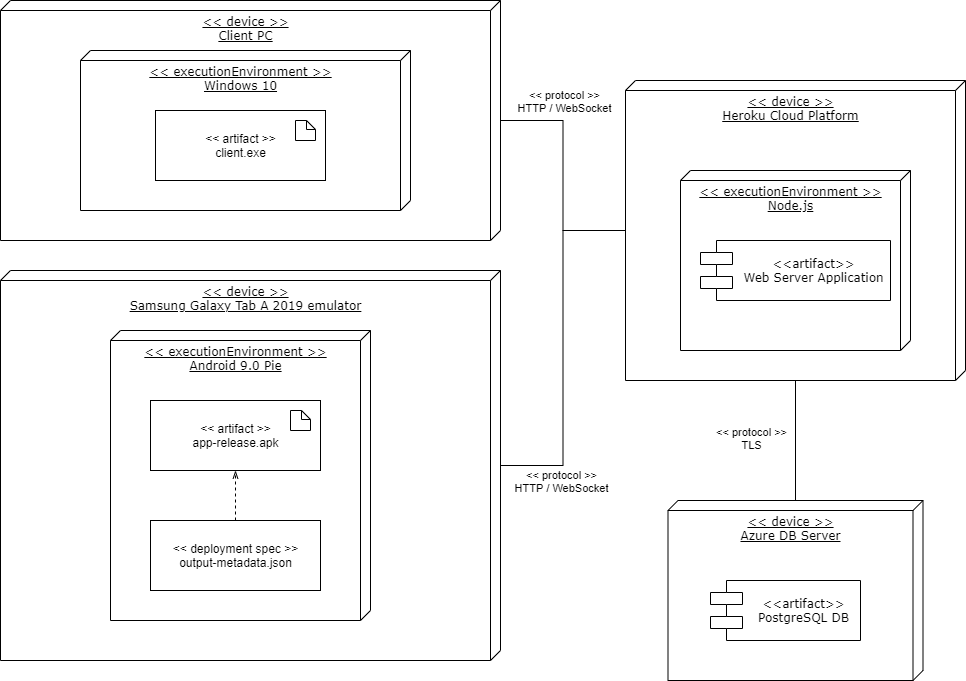 << device >>
Client PC
<< executionEnvironment >>
Windows 10
<< artifact >>
client.exe
<< protocol >>
HTTP / WebSocket
<< device >>
Heroku Cloud Platform
<< executionEnvironment >>
Node.js
<<artifact>>
Web Server Application
<< device >>
Samsung Galaxy Tab A 2019 emulator
<< executionEnvironment >>
Android 9.0 Pie
<< artifact >>
app-release.apk
<< deployment spec >>
output-metadata.json
<< protocol >>
HTTP / WebSocket
<< protocol >>
TLS
<< device >>
Azure DB Server
<<artifact>>
PostgreSQL DB